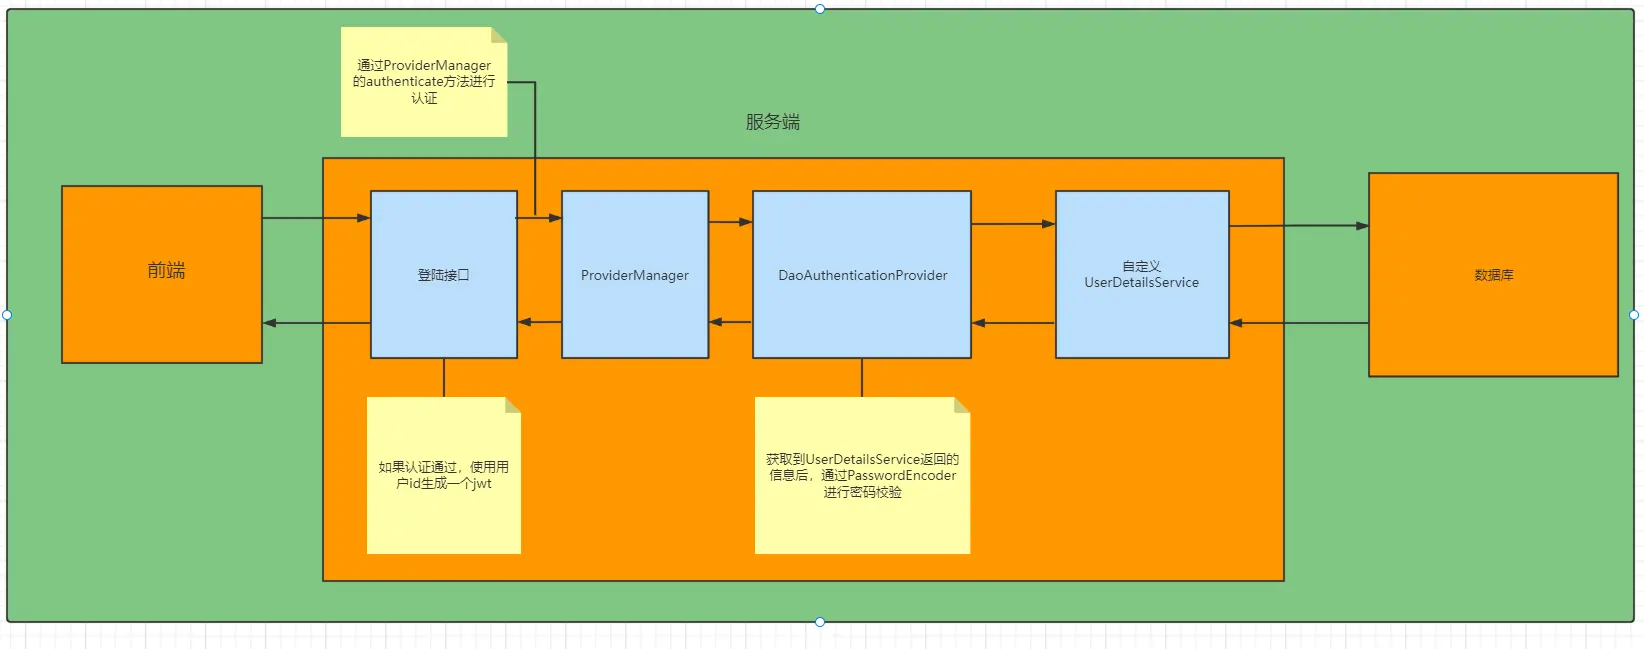 通过ProviderManager
的authenticate方法进行
认证
服务端
前端
登陆接口
ProviderManager
DaoAuthenticationProvider
自定义
UserDetailsService
数据库
如果认证通过，使用用
户id生成一个jwt
获取到UserDetailsService返回的
信息后，通过PasswordEncoder
进行密码校验